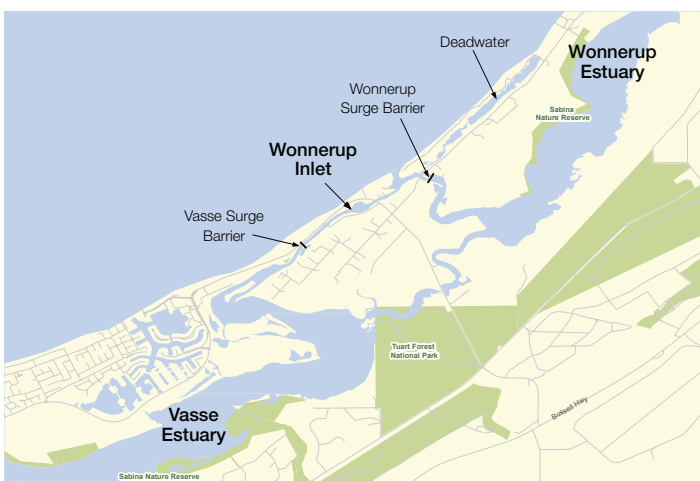 Deadwater
Wonnerup
Estuary
Wonnerup
Surge Barrier
Sabina
Nature Reserve
Wonnerup
Inlet
Vasse Surge
Barrier
Tuart Forest
National Park
Bussell Hwy
Vasse
Estuary
Sabina Nature Reserve